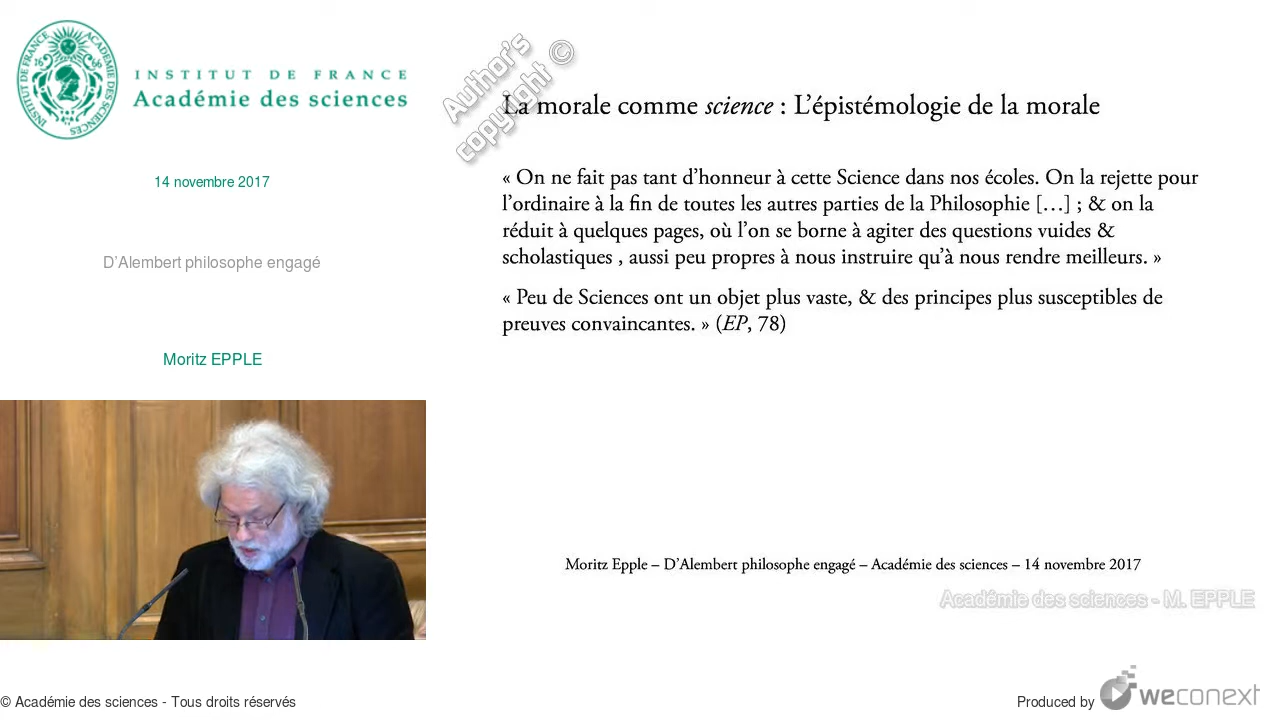 INSTITUT DE FRANCE
Académie des sciences
14 novembre 2017
D'Alembert philosophe engagé
Moritz EPPLE
Author's copyright ©
La morale comme science : L'épistémologie de la morale
« On ne fait pas tant d'honneur à cette Science dans nos écoles. On la rejette pour
l'ordinaire à la fin de toutes les autres parties de la Philosophie […] ; & on la
réduit à quelques pages, où l'on se borne à agiter des questions vuides &
scholastiques , aussi peu propres à nous instruire qu'à nous rendre meilleurs. »
« Peu de Sciences ont un objet plus vaste, & des principes plus susceptibles de
preuves convaincantes. » (EP, 78)
Moritz Epple – D'Alembert philosophe engagé – Académie des sciences – 14 novembre 2017
Académie des sciences - M. EPPLE
© Académie des sciences - Tous droits réservés
Produced by weconext